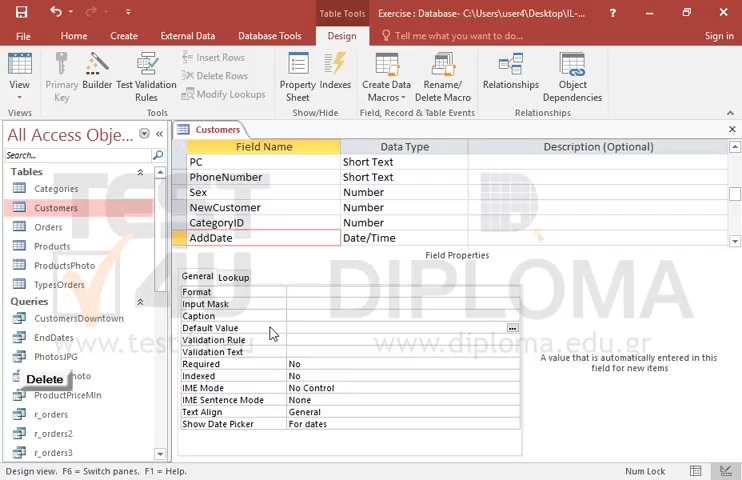 Table Tools
Exercise : Database- C:\Users\user4\Desktop\IL-...
File
Home
Create
External Data
Database Tools
Design
Tell me what you want to do...
Sign in
View
Primary Key
Builder
Test Validation Rules
Insert Rows
Delete Rows
Modify Lookups
Property Sheet
Indexes
Create Data Macros
Rename/ Delete Macro
Relationships
Object Dependencies
Views
Tools
Show/Hide
Field, Record & Table Events
Relationships
All Access Obje...
Search...
Tables
Categories
Customers
Orders
Products
ProductsPhoto
TypesOrders
Queries
CustomersDowntown
EndDates
PhotosJPG
Delete
ProductPriceMIn
r_orders
r_orders2
r_orders3
Customers
Field Name Data Type Description (Optional)
PC Short Text
PhoneNumber Short Text
Sex Number
NewCustomer Number
CategoryID Number
AddDate Date/Time
Field Properties
General Lookup
Format
Input Mask
Caption
Default Value
Validation Rule
Validation Text
Required No
Indexed No
IME Mode No Control
IME Sentence Mode None
Text Align General
Show Date Picker For dates
A value that is automatically entered in this
field for new items
TEST
4U
DIPLOMA
www.diploma.edu.gr
Design view. F6 = Switch panes. F1 = Help.
Num Lock